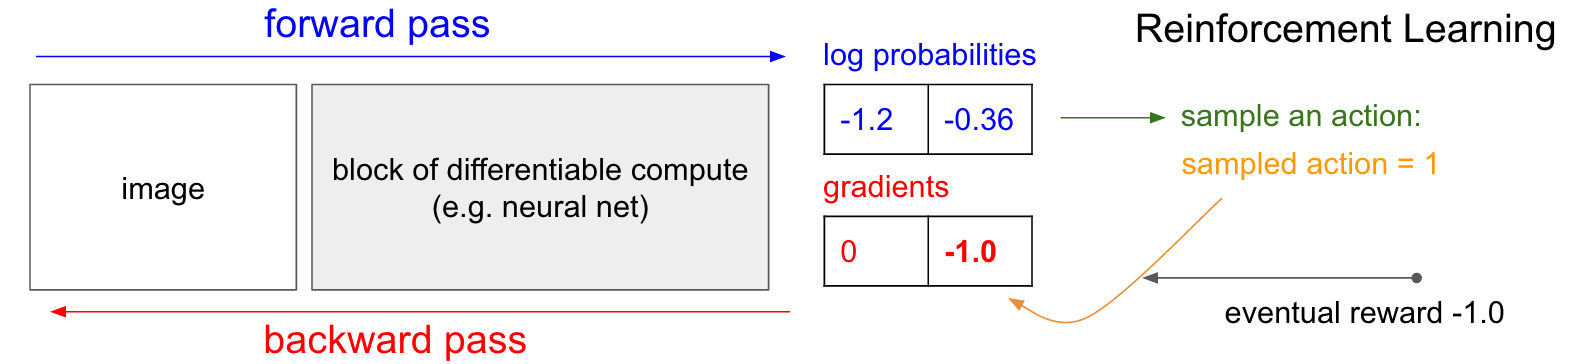 forward pass
Reinforcement Learning
log probabilities
-1.2 -0.36
sample an action:
sampled action = 1
image
block of differentiable compute
(e.g. neural net)
gradients
0 -1.0
eventual reward -1.0
backward pass